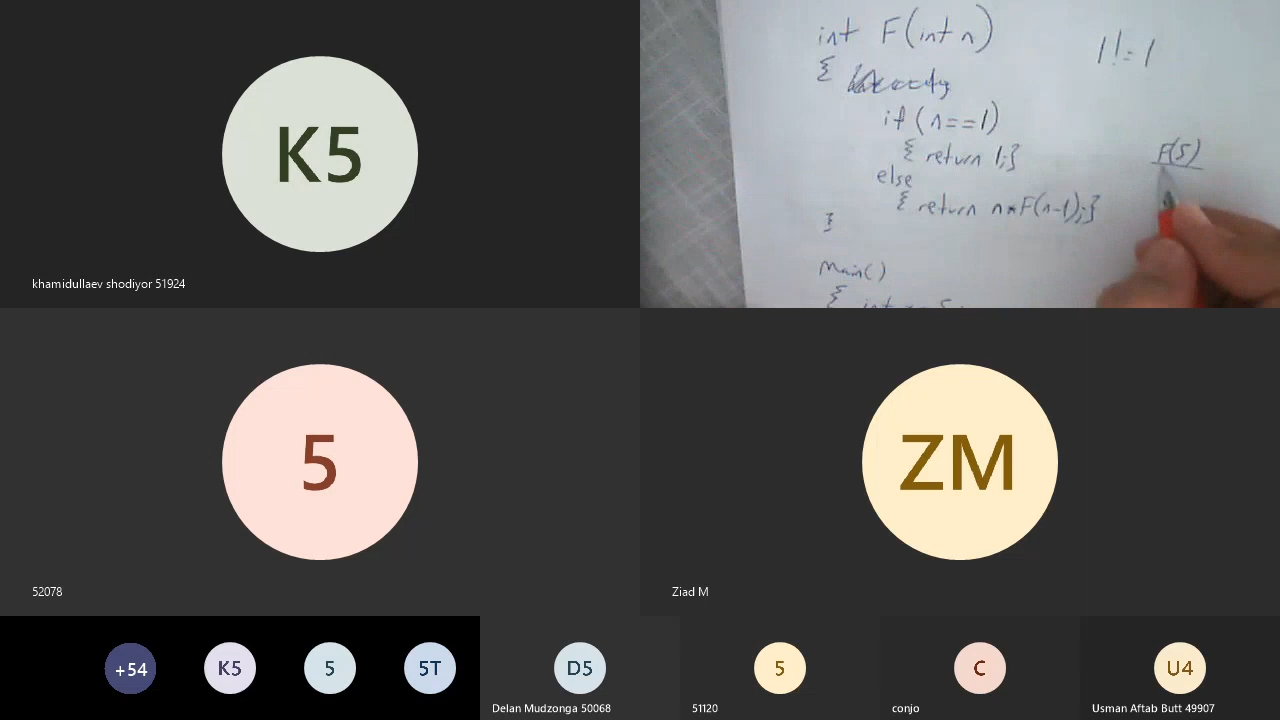 K5
khamidullaev shodiyor 51924
int F(int n)
{
if (n==1)
{ return 1;}
else
{ return n*F(n-1);}
}
main()
{
1!=1
F(5)
5
52078
ZM
Ziad M
+54
K5
5
5T
D5
Delan Mudzonga 50068
5
51120
C
conjo
U4
Usman Aftab Butt 49907